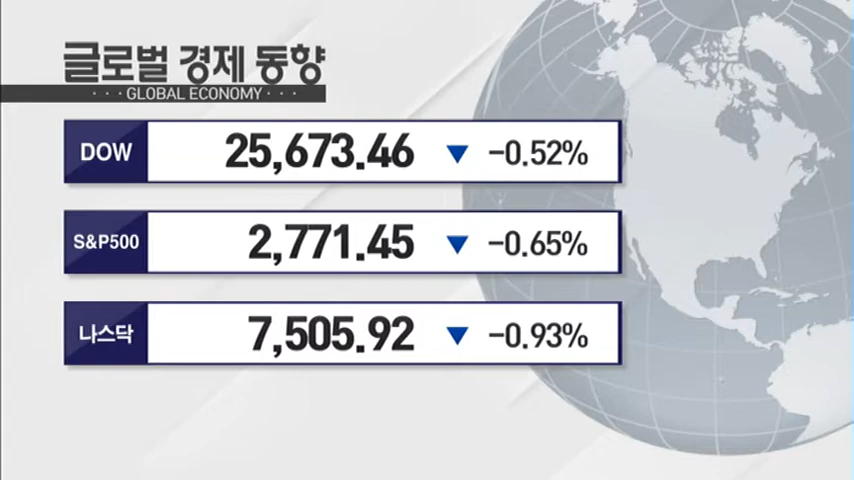 글로벌 경제 동향
···GLOBAL ECONOMY···
DOW 25,673.46 ▼ -0.52%
S&P500 2,771.45 ▼ -0.65%
나스닥 7,505.92 ▼ -0.93%